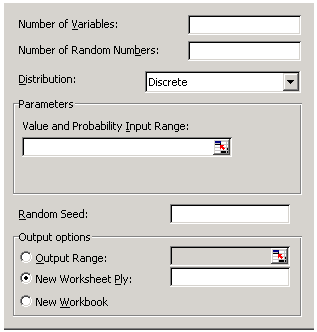 Number of Variables:
Number of Random Numbers:
Distribution:
Discrete
Parameters
Value and Probability Input Range:
Random Seed:
Output options
Output Range:
New Worksheet Ply:
New Workbook